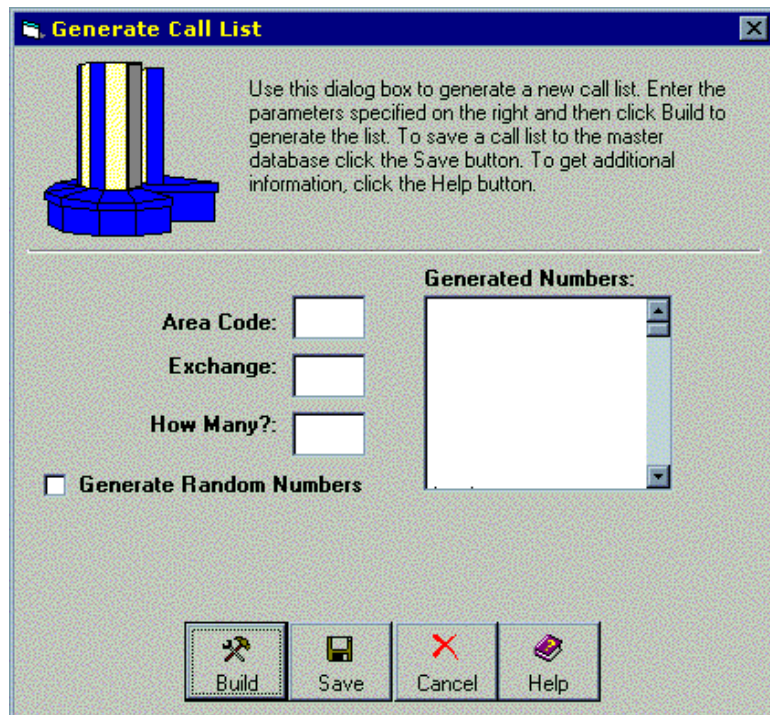 Generate Call List
Use this dialog box to generate a new call list. Enter the
parameters specified on the right and then click Build to
generate the list. To save a call list to the master
database click the Save button. To get additional
information, click the Help button.
Generated Numbers:
Area Code:
Exchange:
How Many?:
Generate Random Numbers
Build
Save
Cancel
Help